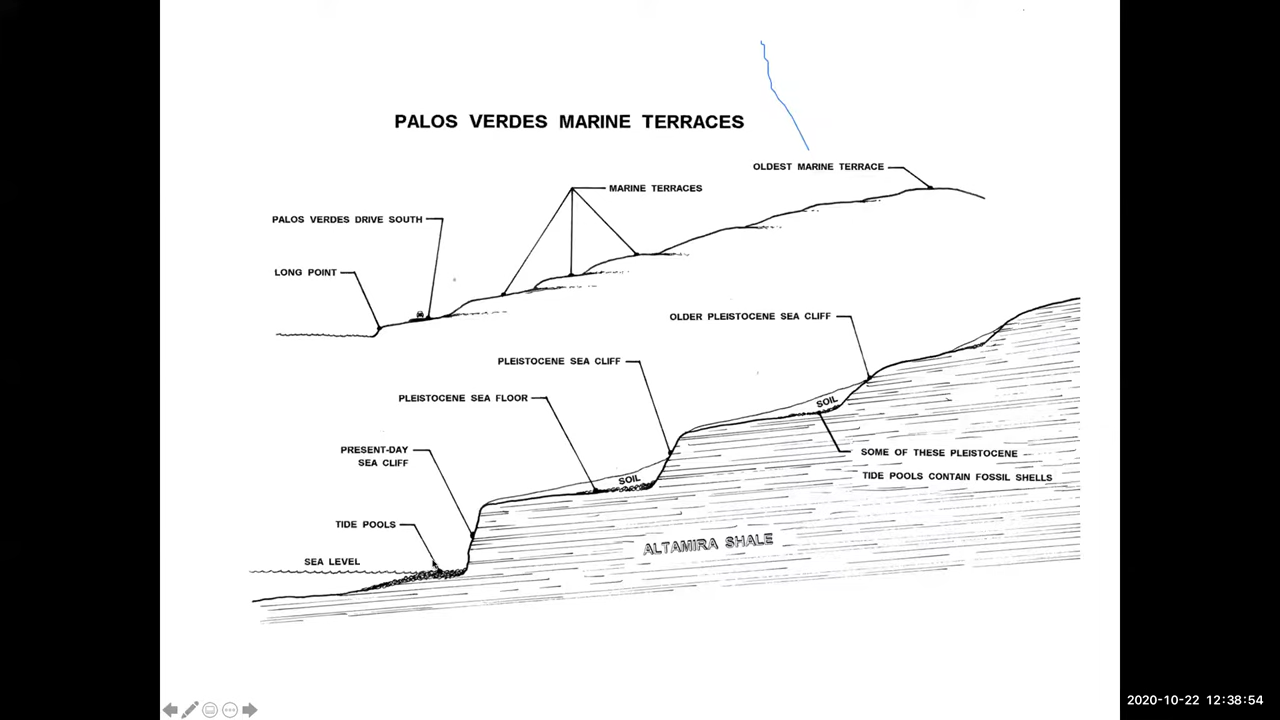 PALOS VERDES MARINE TERRACES
OLDEST MARINE TERRACE
MARINE TERRACES
PALOS VERDES DRIVE SOUTH
LONG POINT
OLDER PLEISTOCENE SEA CLIFF
PLEISTOCENE SEA CLIFF
PLEISTOCENE SEA FLOOR
SOIL
PRESENT-DAY
SEA CLIFF
SOME OF THESE PLEISTOCENE
TIDE POOLS CONTAIN FOSSIL SHELLS
SOIL
TIDE POOLS
ALTAMIRA SHALE
SEA LEVEL
2020-10-22 12:38:54